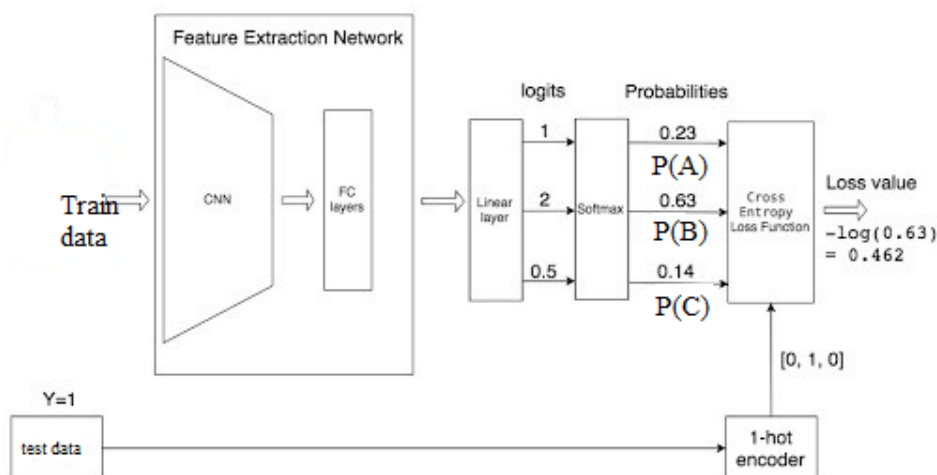 Feature Extraction Network
logits
Probabilities
1
0.23
P(A)
Train
data
CNN
FC
layers
Linear
layer
2
Softmax
0.63
P(B)
Cross
Entropy
Loss Function
Loss value
-log(0.63)
= 0.462
0.5
0.14
P(C)
[0, 1, 0]
Y=1
test data
1-hot
encoder